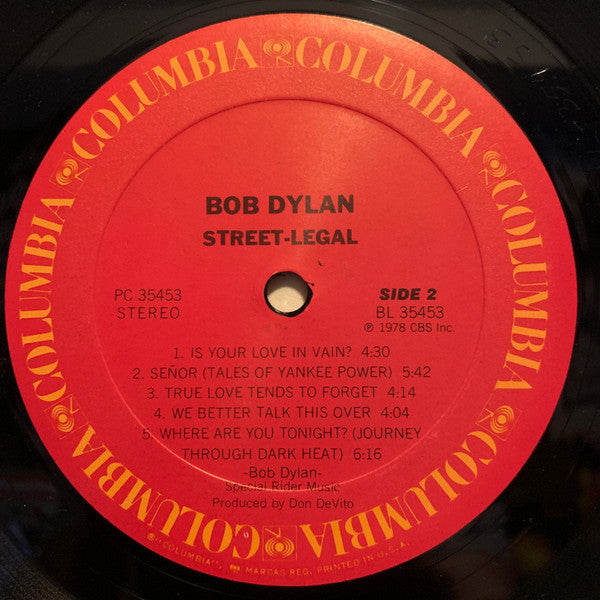 COLUMBIA COLUMBIA COLUMBIA COLUMBIA COLUMBIA COLUMBIA
BOB DYLAN
STREET-LEGAL
PC 35453
STEREO
SIDE 2
BL 35453
℗ 1978 CBS Inc.
1. IS YOUR LOVE IN VAIN? 4:30
2. SEÑOR (TALES OF YANKEE POWER) 5:42
3. TRUE LOVE TENDS TO FORGET 4:14
4. WE BETTER TALK THIS OVER 4:04
5. WHERE ARE YOU TONIGHT? (JOURNEY
THROUGH DARK HEAT) 6:16
-Bob Dylan-
Special Rider Music
Produced by Don DeVito
"COLUMBIA", MARCAS REG. PRINTED IN U.S.A.